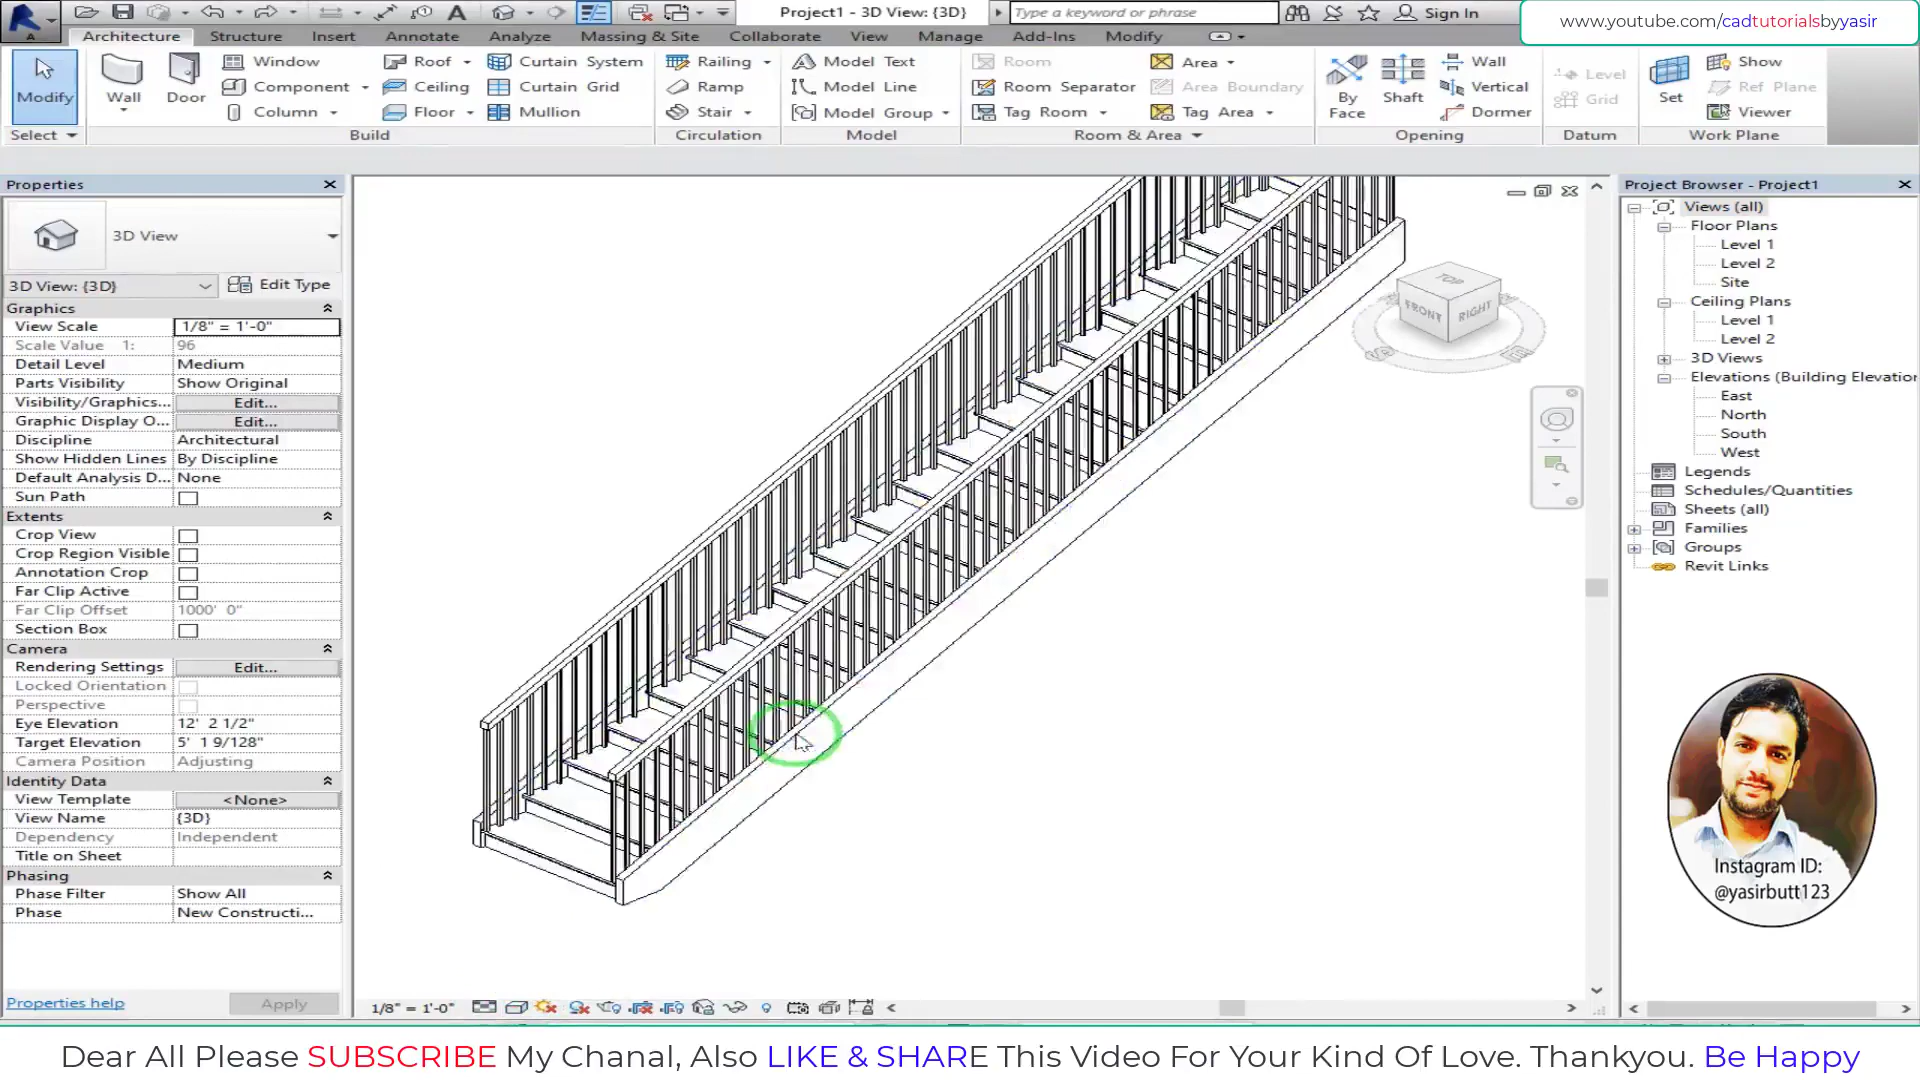 Project1 - 3D View: {3D}
Type a keyword or phrase
Sign In
www.youtube.com/cadtutorialsbyyasir
Architecture Structure Insert Annotate Analyze Massing & Site Collaborate View Manage Add-Ins Modify
Modify
Select
Wall
Door
Window
Component
Column
Roof
Ceiling
Floor
Curtain System
Curtain Grid
Mullion
Build
Railing
Ramp
Stair
Circulation
Model Text
Model Line
Model Group
Model
Room
Room Separator
Tag Room
Area
Area Boundary
Tag Area
Room & Area
By
Face
Shaft
Wall
Vertical
Dormer
Opening
Level
Grid
Datum
Set
Show
Ref Plane
Viewer
Work Plane
Properties
3D View
3D View: {3D}
Edit Type
Graphics
View Scale 1/8" = 1'-0"
Scale Value 1: 96
Detail Level Medium
Parts Visibility Show Original
Visibility/Graphics... Edit...
Graphic Display O... Edit...
Discipline Architectural
Show Hidden Lines By Discipline
Default Analysis D... None
Sun Path
Extents
Crop View
Crop Region Visible
Annotation Crop
Far Clip Active
Far Clip Offset 1000' 0"
Section Box
Camera
Rendering Settings Edit...
Locked Orientation
Perspective
Eye Elevation 12' 2 1/2"
Target Elevation 5' 1 9/128"
Camera Position Adjusting
Identity Data
View Template <None>
View Name {3D}
Dependency Independent
Title on Sheet
Phasing
Phase Filter Show All
Phase New Constructi...
Properties help
Apply
TOP
FRONT
RIGHT
1/8" = 1'-0"
Project Browser - Project1
Views (all)
Floor Plans
Level 1
Level 2
Site
Ceiling Plans
Level 1
Level 2
3D Views
Elevations (Building Elevation
East
North
South
West
Legends
Schedules/Quantities
Sheets (all)
Families
Groups
Revit Links
Instagram ID:
@yasirbutt123
Dear All Please SUBSCRIBE My Chanal, Also LIKE & SHARE This Video For Your Kind Of Love. Thankyou. Be Happy